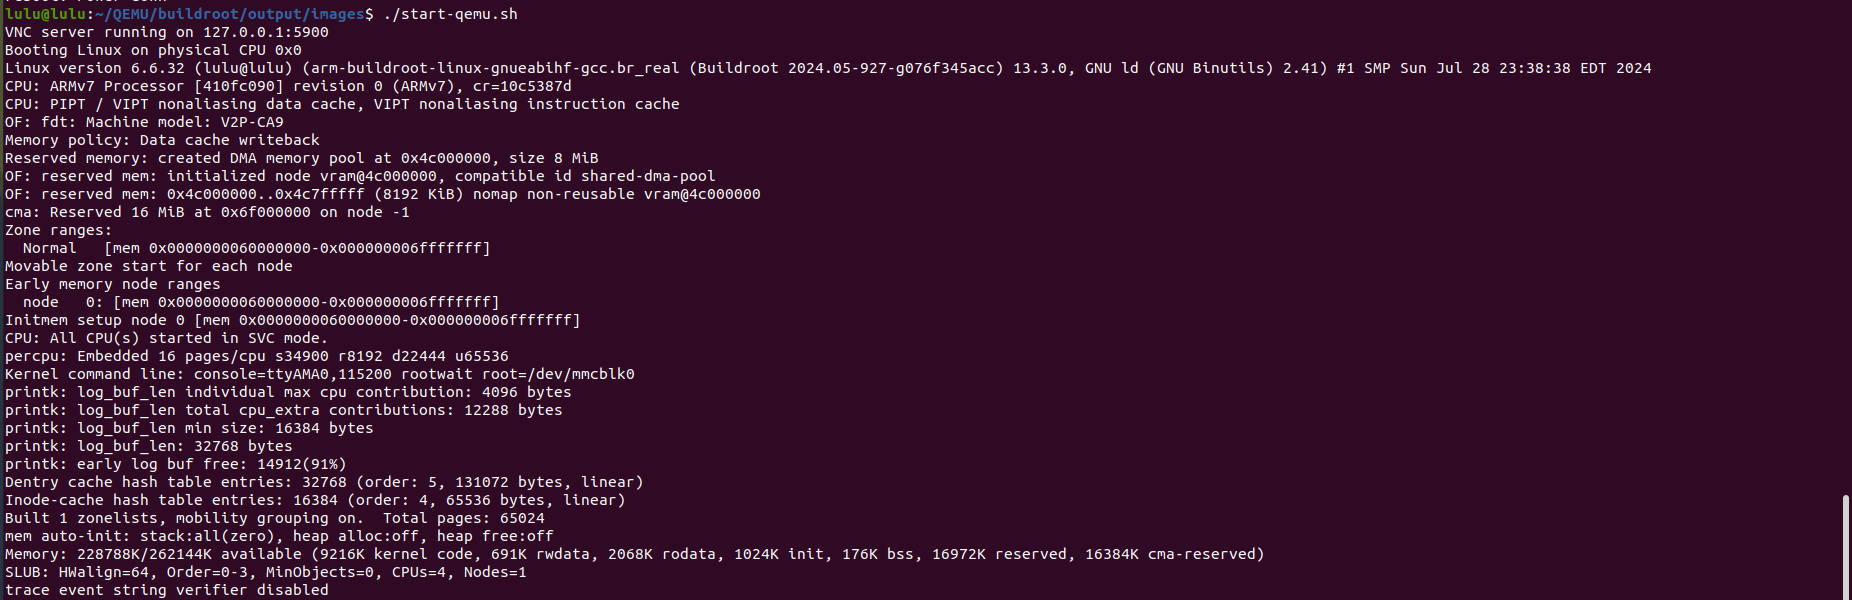 lulu@lulu:~/QEMU/buildroot/output/images$ ./start-qemu.sh
VNC server running on 127.0.0.1:5900
Booting Linux on physical CPU 0x0
Linux version 6.6.32 (lulu@lulu) (arm-buildroot-linux-gnueabihf-gcc.br_real (Buildroot 2024.05-927-g076f345acc) 13.3.0, GNU ld (GNU Binutils) 2.41) #1 SMP Sun Jul 28 23:38:38 EDT 2024
CPU: ARMv7 Processor [410fc090] revision 0 (ARMv7), cr=10c5387d
CPU: PIPT / VIPT nonaliasing data cache, VIPT nonaliasing instruction cache
OF: fdt: Machine model: V2P-CA9
Memory policy: Data cache writeback
Reserved memory: created DMA memory pool at 0x4c000000, size 8 MiB
OF: reserved mem: initialized node vram@4c000000, compatible id shared-dma-pool
OF: reserved mem: 0x4c000000..0x4c7fffff (8192 KiB) nomap non-reusable vram@4c000000
cma: Reserved 16 MiB at 0x6f000000 on node -1
Zone ranges:
  Normal   [mem 0x0000000060000000-0x000000006fffffff]
Movable zone start for each node
Early memory node ranges
  node   0: [mem 0x0000000060000000-0x000000006fffffff]
Initmem setup node 0 [mem 0x0000000060000000-0x000000006fffffff]
CPU: All CPU(s) started in SVC mode.
percpu: Embedded 16 pages/cpu s34900 r8192 d22444 u65536
Kernel command line: console=ttyAMA0,115200 rootwait root=/dev/mmcblk0
printk: log_buf_len individual max cpu contribution: 4096 bytes
printk: log_buf_len total cpu_extra contributions: 12288 bytes
printk: log_buf_len min size: 16384 bytes
printk: log_buf_len: 32768 bytes
printk: early log buf free: 14912(91%)
Dentry cache hash table entries: 32768 (order: 5, 131072 bytes, linear)
Inode-cache hash table entries: 16384 (order: 4, 65536 bytes, linear)
Built 1 zonelists, mobility grouping on.  Total pages: 65024
mem auto-init: stack:all(zero), heap alloc:off, heap free:off
Memory: 228788K/262144K available (9216K kernel code, 691K rwdata, 2068K rodata, 1024K init, 176K bss, 16972K reserved, 16384K cma-reserved)
SLUB: HWalign=64, Order=0-3, MinObjects=0, CPUs=4, Nodes=1
trace event string verifier disabled